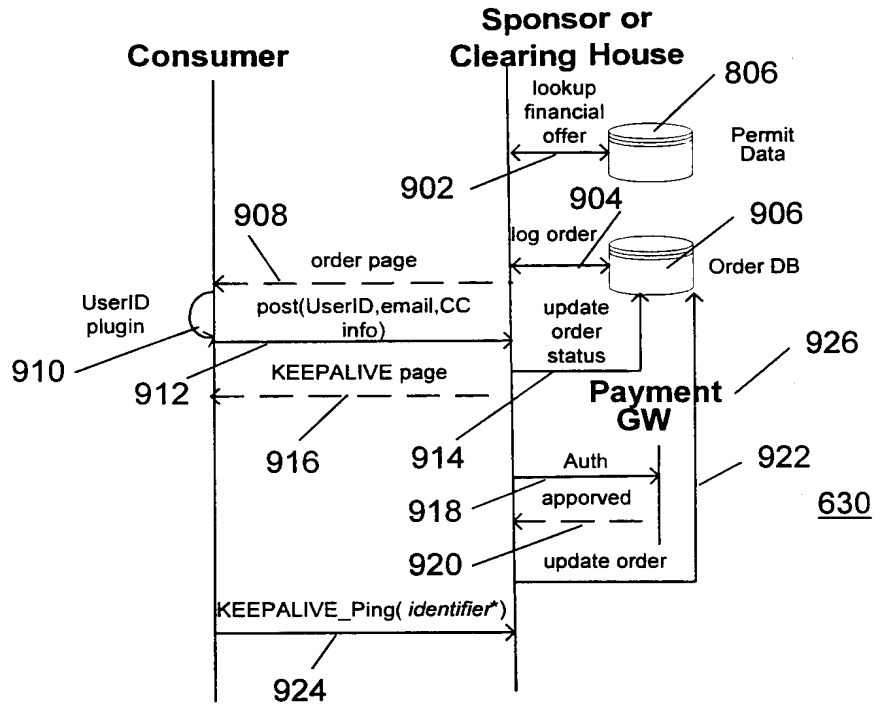 Sponsor or
Consumer
Clearing House
806
lookup
financial
offer
Permit
Data
902
904
908
906
log order
order page
Order DB
UserID
plugin
post(UserID,email,CC
info)
update
order
status
910
912
926
KEEPALIVE page
Payment
GW
916
914
922
Auth
918
apporved
630
920
update order
KEEPALIVE_Ping( identifier*)
924